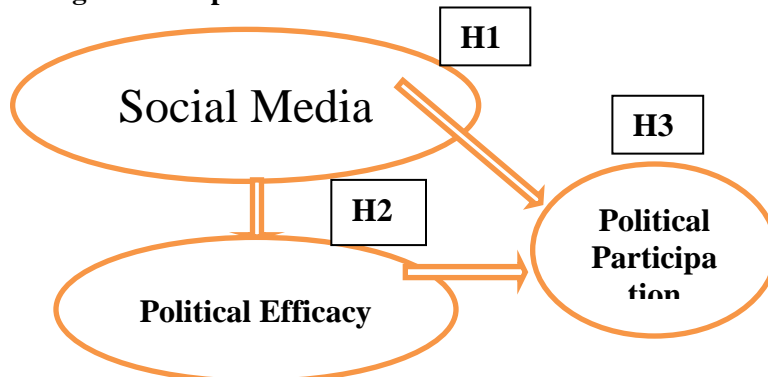 H1
Social Media
H3
H2
Political
Participa
tion
Political Efficacy